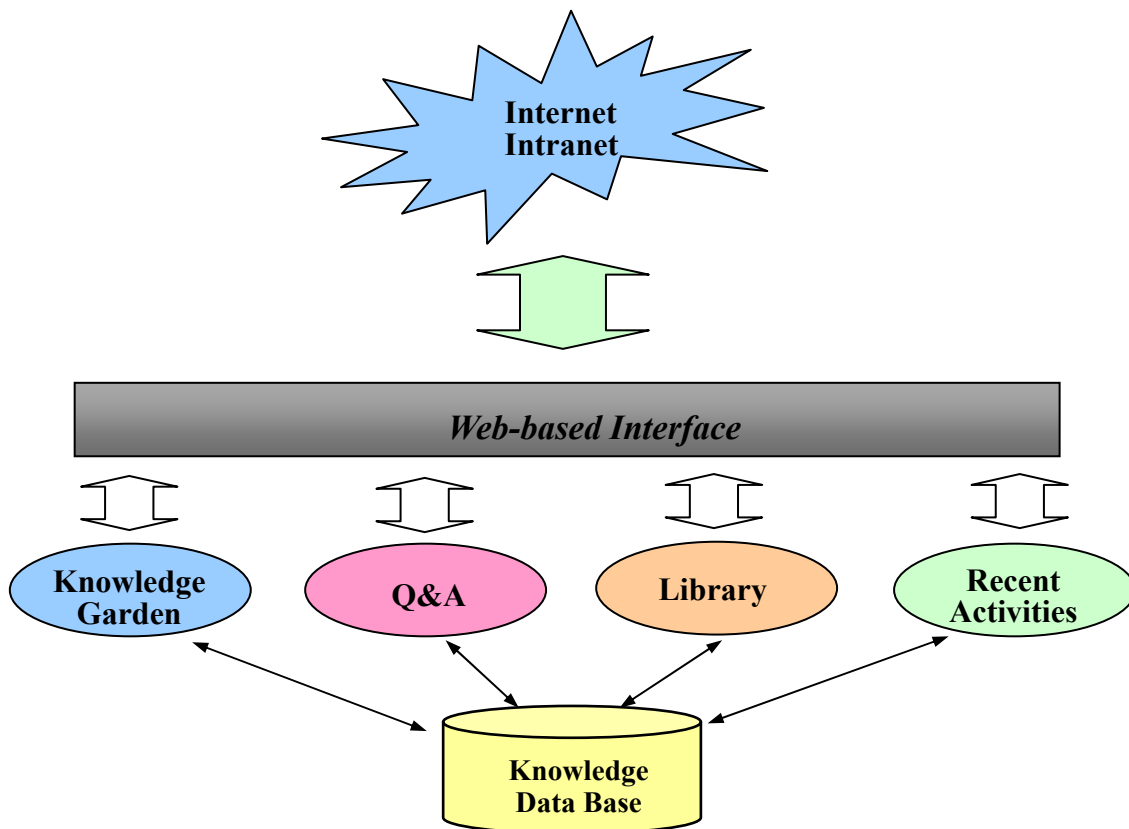 Internet
Intranet
Web-based Interface
Knowledge
Garden
Q&A
Library
Recent
Activities
Knowledge
Data Base